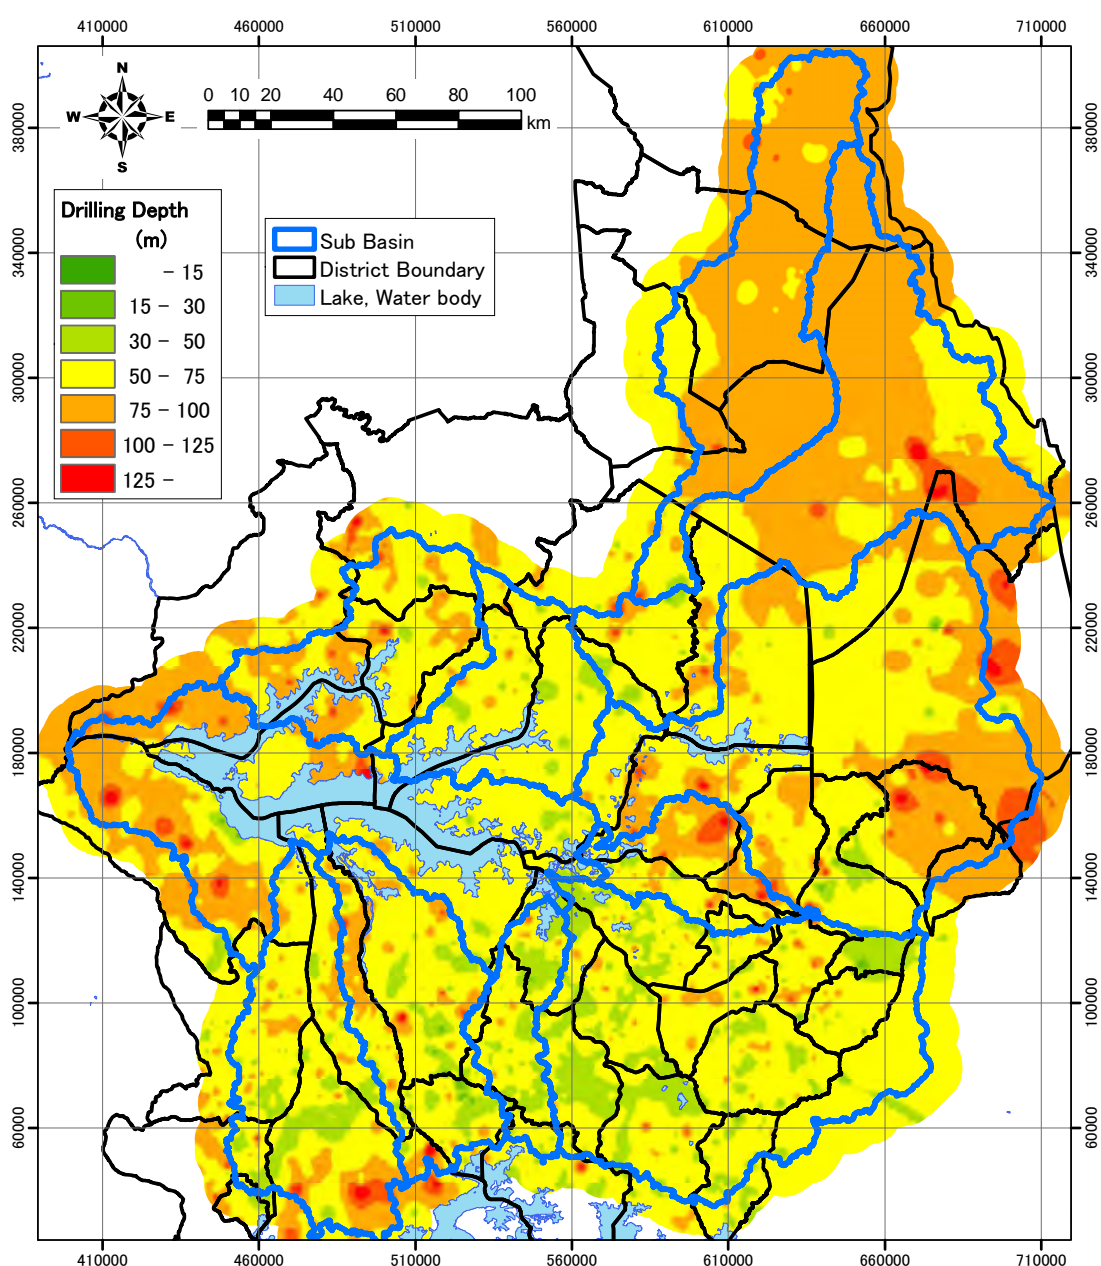 410000 460000 510000 560000 610000 660000 710000
N
W E
S
0 10 20 40 60 80 100
km
Drilling Depth
(m)
- 15
15 - 30
30 - 50
50 - 75
75 - 100
100 - 125
125 -
Sub Basin
District Boundary
Lake, Water body
380000 380000
340000 340000
300000 300000
260000 260000
220000 220000
180000 180000
140000 140000
100000 100000
60000 60000
410000 460000 510000 560000 610000 660000 710000